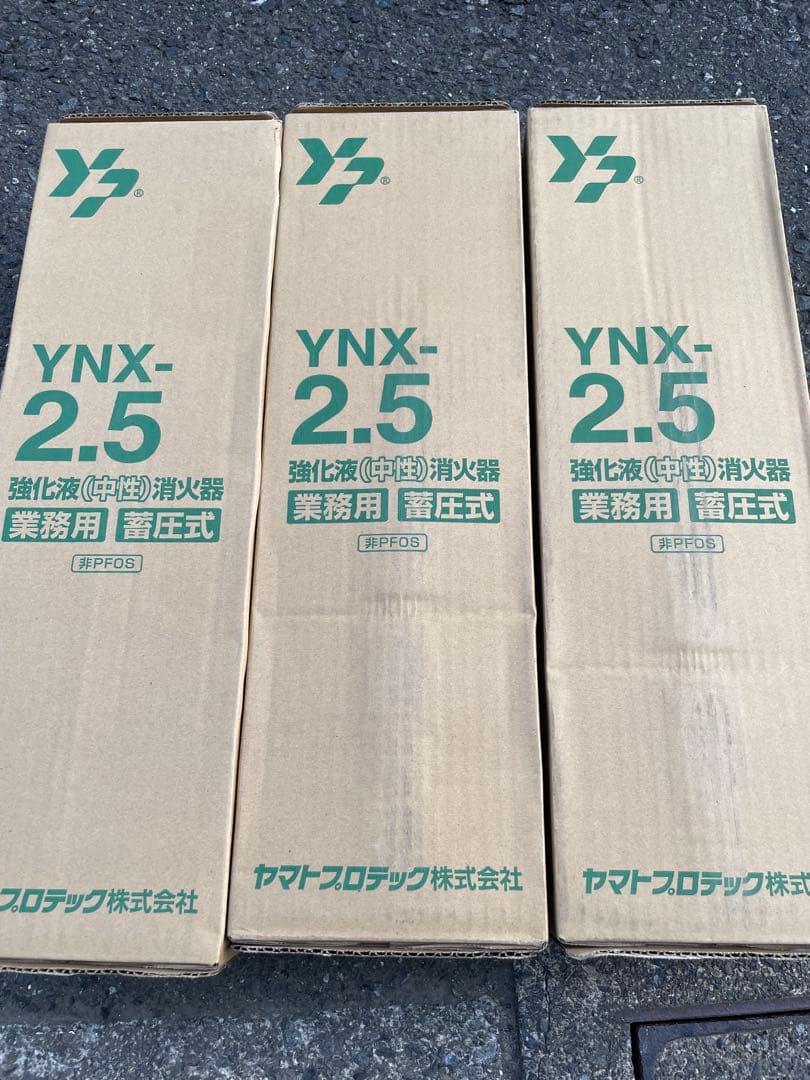 YP®
YNX-
2.5
強化液(中性)消火器
業務用 蓄圧式
非PFOS
プロテック株式会社
YP®
YNX-
2.5
強化液(中性)消火器
業務用 蓄圧式
非PFOS
ヤマトプロテック株式会社
YP®
YNX-
2.5
強化液(中性)消火器
業務用 蓄圧式
非PFOS
ヤマトプロテック株式